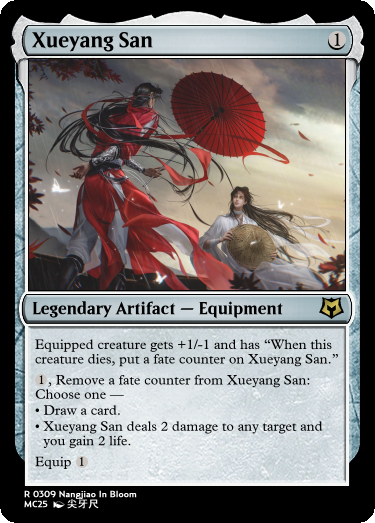 Xueyang San 1
Legendary Artifact — Equipment
Equipped creature gets +1/-1 and has “When this
creature dies, put a fate counter on Xueyang San.”
1, Remove a fate counter from Xueyang San:
Choose one —
• Draw a card.
• Xueyang San deals 2 damage to any target and
you gain 2 life.
Equip 1
R 0309 Nangjiao In Bloom
MC25 尖牙尺